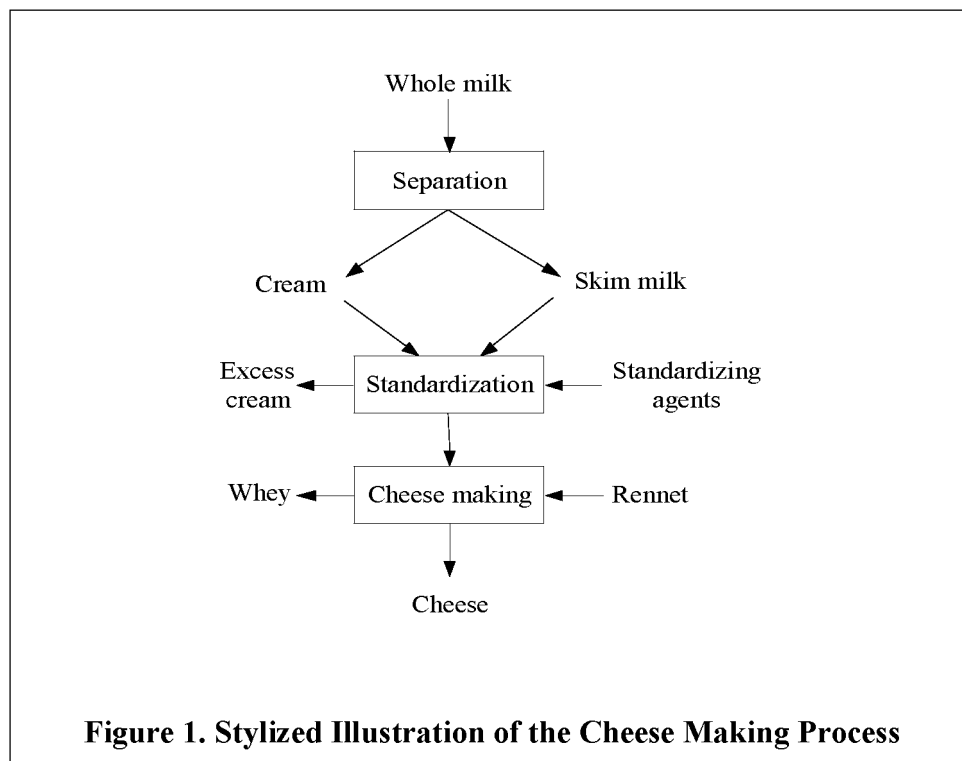 Whole milk
Separation
Cream
Skim milk
Excess
cream
Standardization
Standardizing
agents
Whey
Cheese making
Rennet
Cheese
Figure 1. Stylized Illustration of the Cheese Making Process